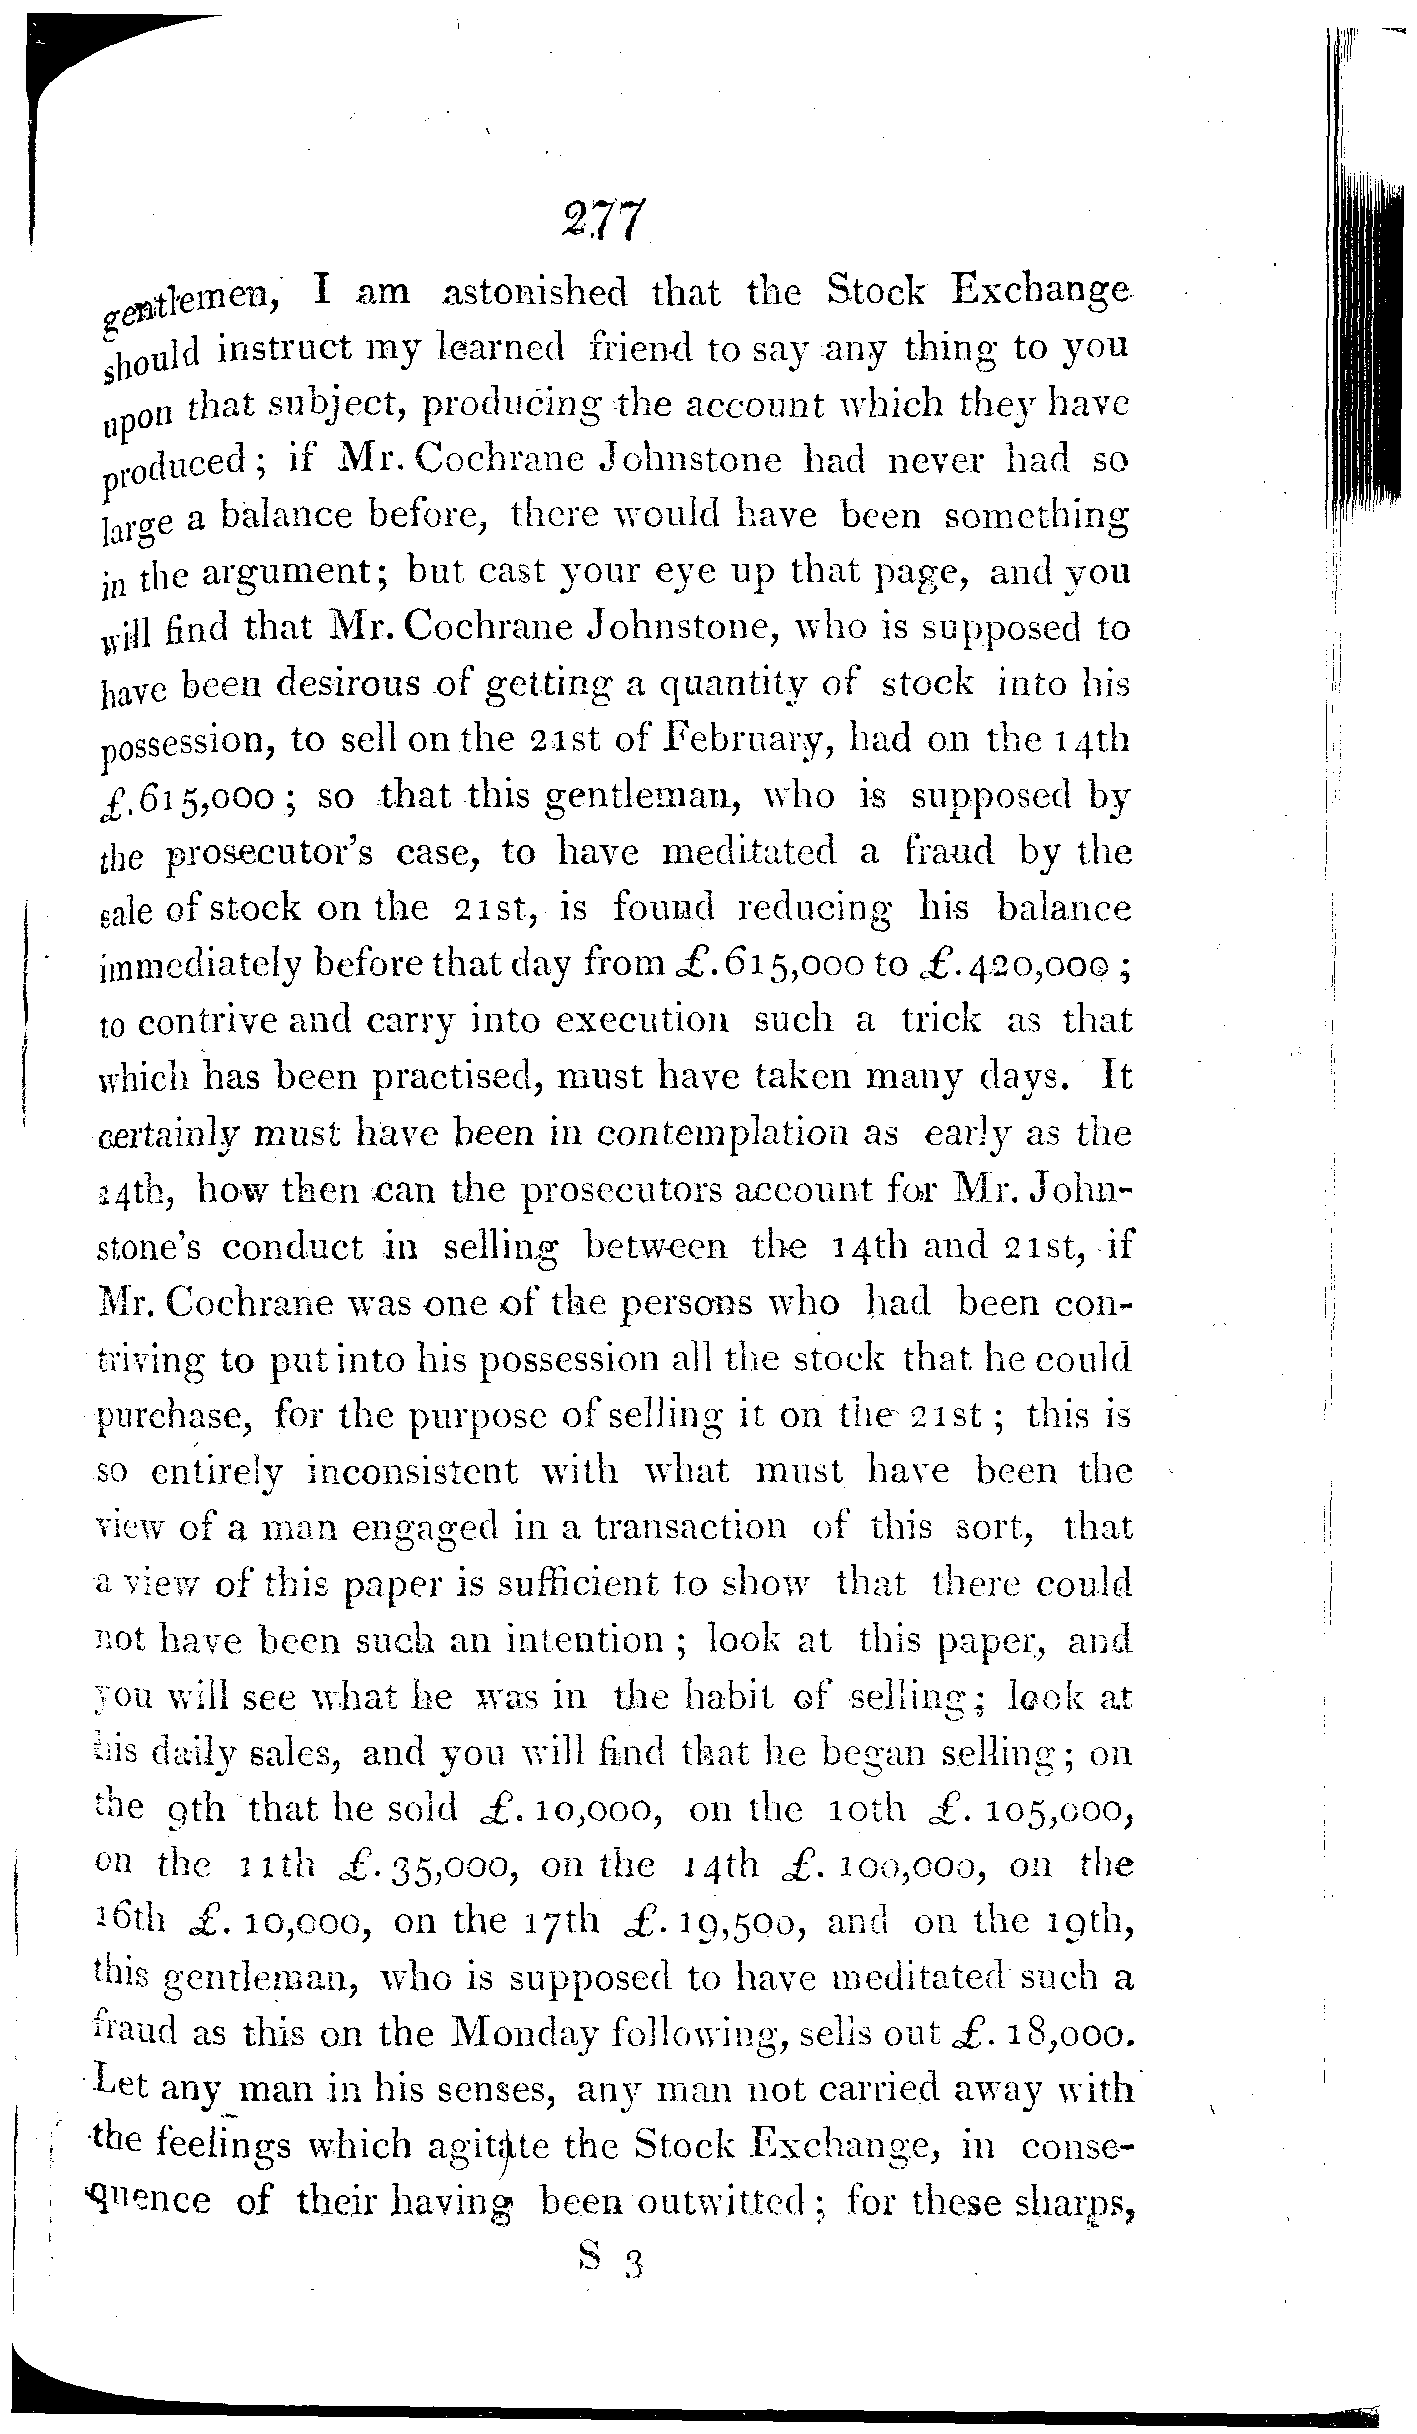 277
gentlemen, I am astonished that the Stock Exchange
should instruct my learned friend to say any thing to you
upon that subject, producing the account which they have
produced; if Mr. Cochrane Johnstone had never had so
large a balance before, there would have been something
in the argument; but cast your eye up that page, and you
will find that Mr. Cochrane Johnstone, who is supposed to
have been desirous of getting a quantity of stock into his
possession, to sell on the 21st of February, had on the 14th
£.615,000; so that this gentleman, who is supposed by
the prosecutor's case, to have meditated a fraud by the
sale of stock on the 21st, is found reducing his balance
immediately before that day from £.615,000 to £.420,000;
to contrive and carry into execution such a trick as that
which has been practised, must have taken many days. It
certainly must have been in contemplation as early as the
14th, how then can the prosecutors account for Mr. John-
stone's conduct in selling between the 14th and 21st, if
Mr. Cochrane was one of the persons who had been con-
triving to put into his possession all the stock that he could
purchase, for the purpose of selling it on the 21st; this is
so entirely inconsistent with what must have been the
view of a man engaged in a transaction of this sort, that
a view of this paper is sufficient to show that there could
not have been such an intention; look at this paper, and
you will see what he was in the habit of selling; look at
his daily sales, and you will find that he began selling; on
the 9th that he sold £. 10,000, on the 10th £. 105,000,
on the 11th £. 35,000, on the 14th £. 100,000, on the
16th £. 10,000, on the 17th £. 19,500, and on the 19th,
this gentleman, who is supposed to have meditated such a
fraud as this on the Monday following, sells out £. 18,000.
Let any man in his senses, any man not carried away with
the feelings which agitate the Stock Exchange, in conse-
quence of their having been outwitted; for these sharps,
S 3